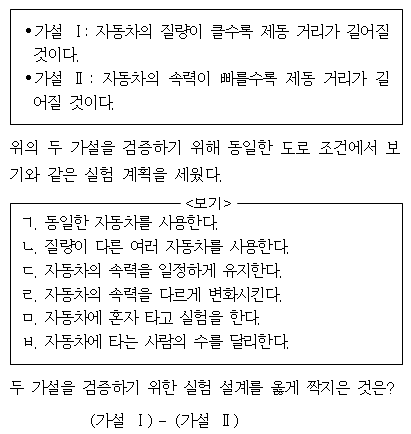 •가설 Ⅰ: 자동차의 질량이 클수록 제동 거리가 길어질
것이다.
•가설 Ⅱ: 자동차의 속력이 빠를수록 제동 거리가 길
어질 것이다.
위의 두 가설을 검증하기 위해 동일한 도로 조건에서 보
기와 같은 실험 계획을 세웠다.
<보기>
ㄱ. 동일한 자동차를 사용한다.
ㄴ. 질량이 다른 여러 자동차를 사용한다.
ㄷ. 자동차의 속력을 일정하게 유지한다.
ㄹ. 자동차의 속력을 다르게 변화시킨다.
ㅁ. 자동차에 혼자 타고 실험을 한다.
ㅂ. 자동차에 타는 사람의 수를 달리한다.
두 가설을 검증하기 위한 실험 설계를 옳게 짝지은 것은?
(가설 Ⅰ) - (가설 Ⅱ)